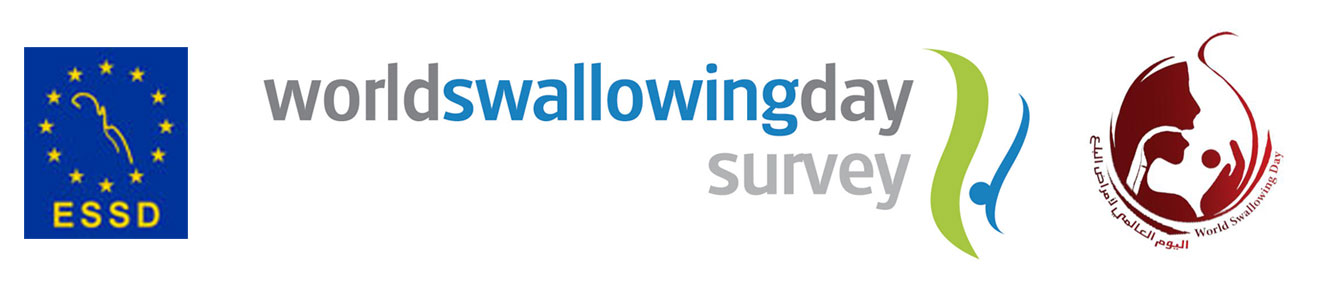 ESSD
worldswallowingday
survey
اليوم العالمي لأمراض البلع
World Swallowing Day